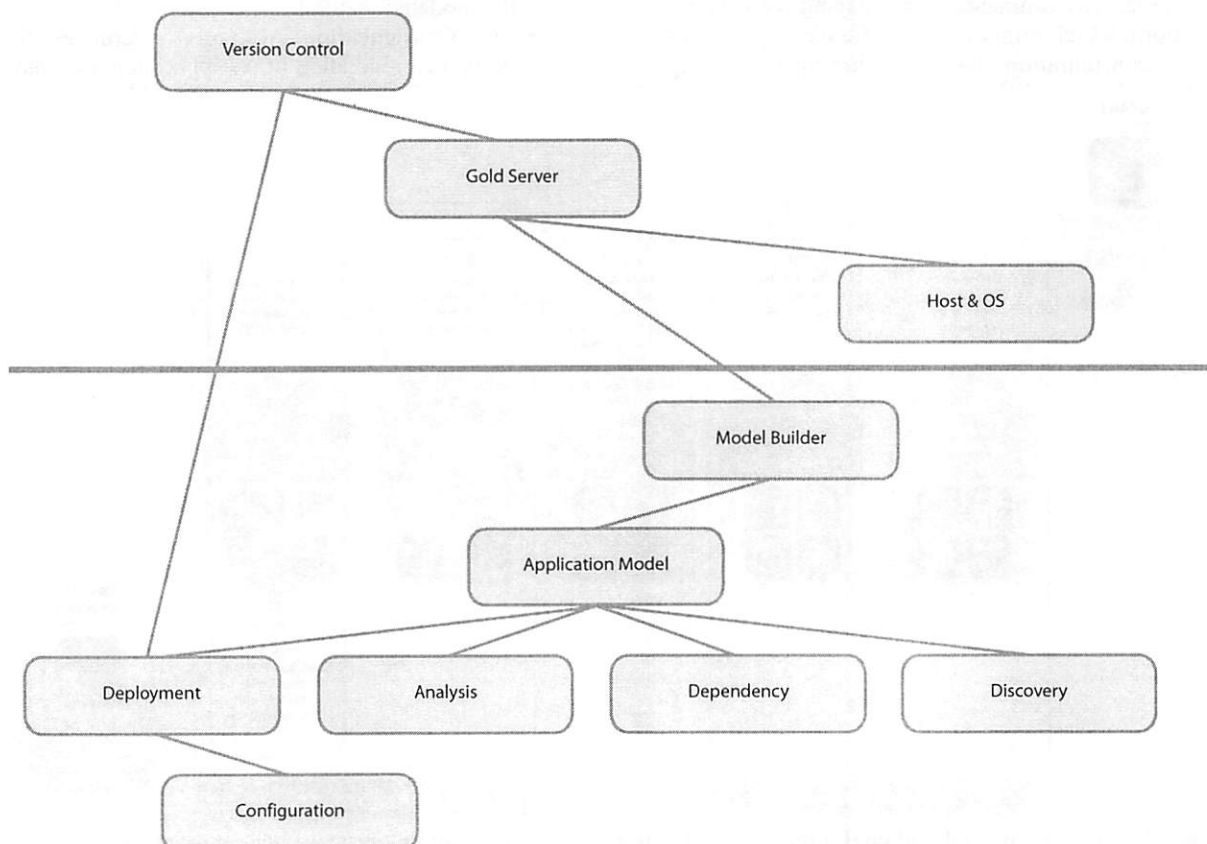 Version Control
Gold Server
Host & OS
Model Builder
Application Model
Deployment
Analysis
Dependency
Discovery
Configuration